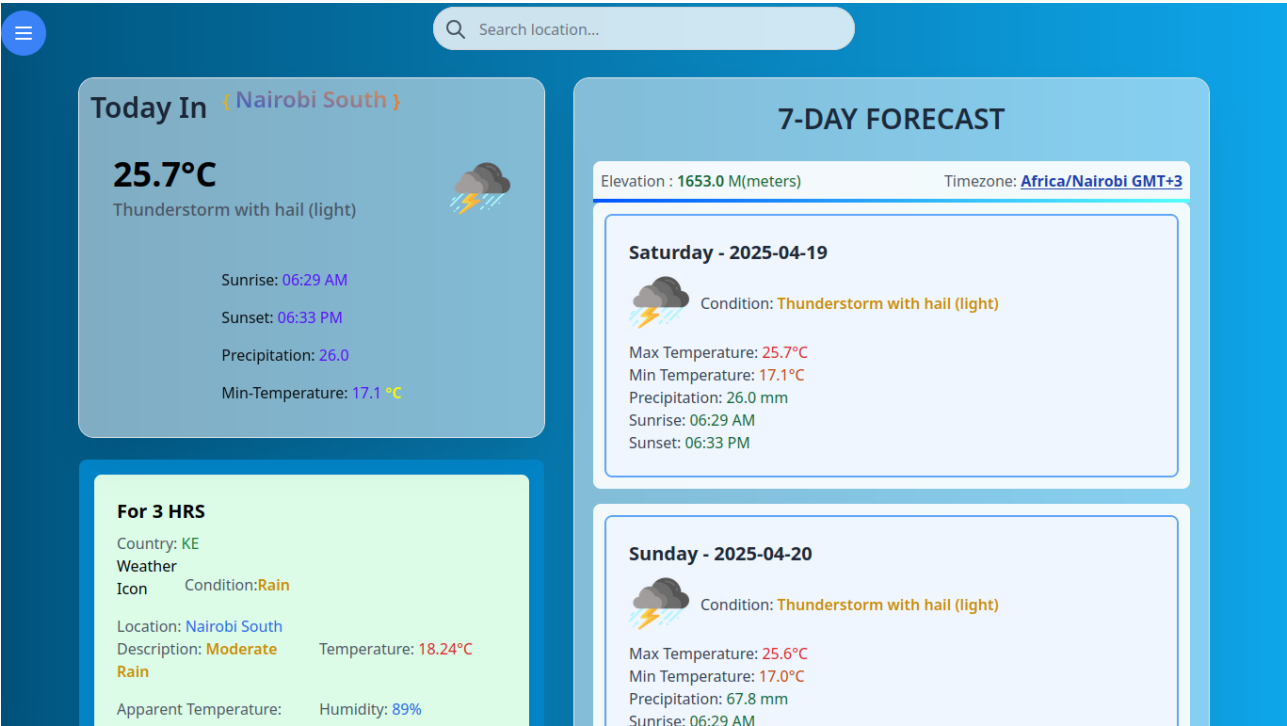 Search location...
Today In { Nairobi South }
25.7°C
Thunderstorm with hail (light)
Sunrise: 06:29 AM
Sunset: 06:33 PM
Precipitation: 26.0
Min-Temperature: 17.1 °C
For 3 HRS
Country: KE
Weather
Icon
Condition:Rain
Location: Nairobi South
Description: Moderate
Rain
Temperature: 18.24°C
Apparent Temperature:
Humidity: 89%
7-DAY FORECAST
Elevation : 1653.0 M(meters)
Timezone: Africa/Nairobi GMT+3
Saturday - 2025-04-19
Condition: Thunderstorm with hail (light)
Max Temperature: 25.7°C
Min Temperature: 17.1°C
Precipitation: 26.0 mm
Sunrise: 06:29 AM
Sunset: 06:33 PM
Sunday - 2025-04-20
Condition: Thunderstorm with hail (light)
Max Temperature: 25.6°C
Min Temperature: 17.0°C
Precipitation: 67.8 mm
Sunrise: 06:29 AM